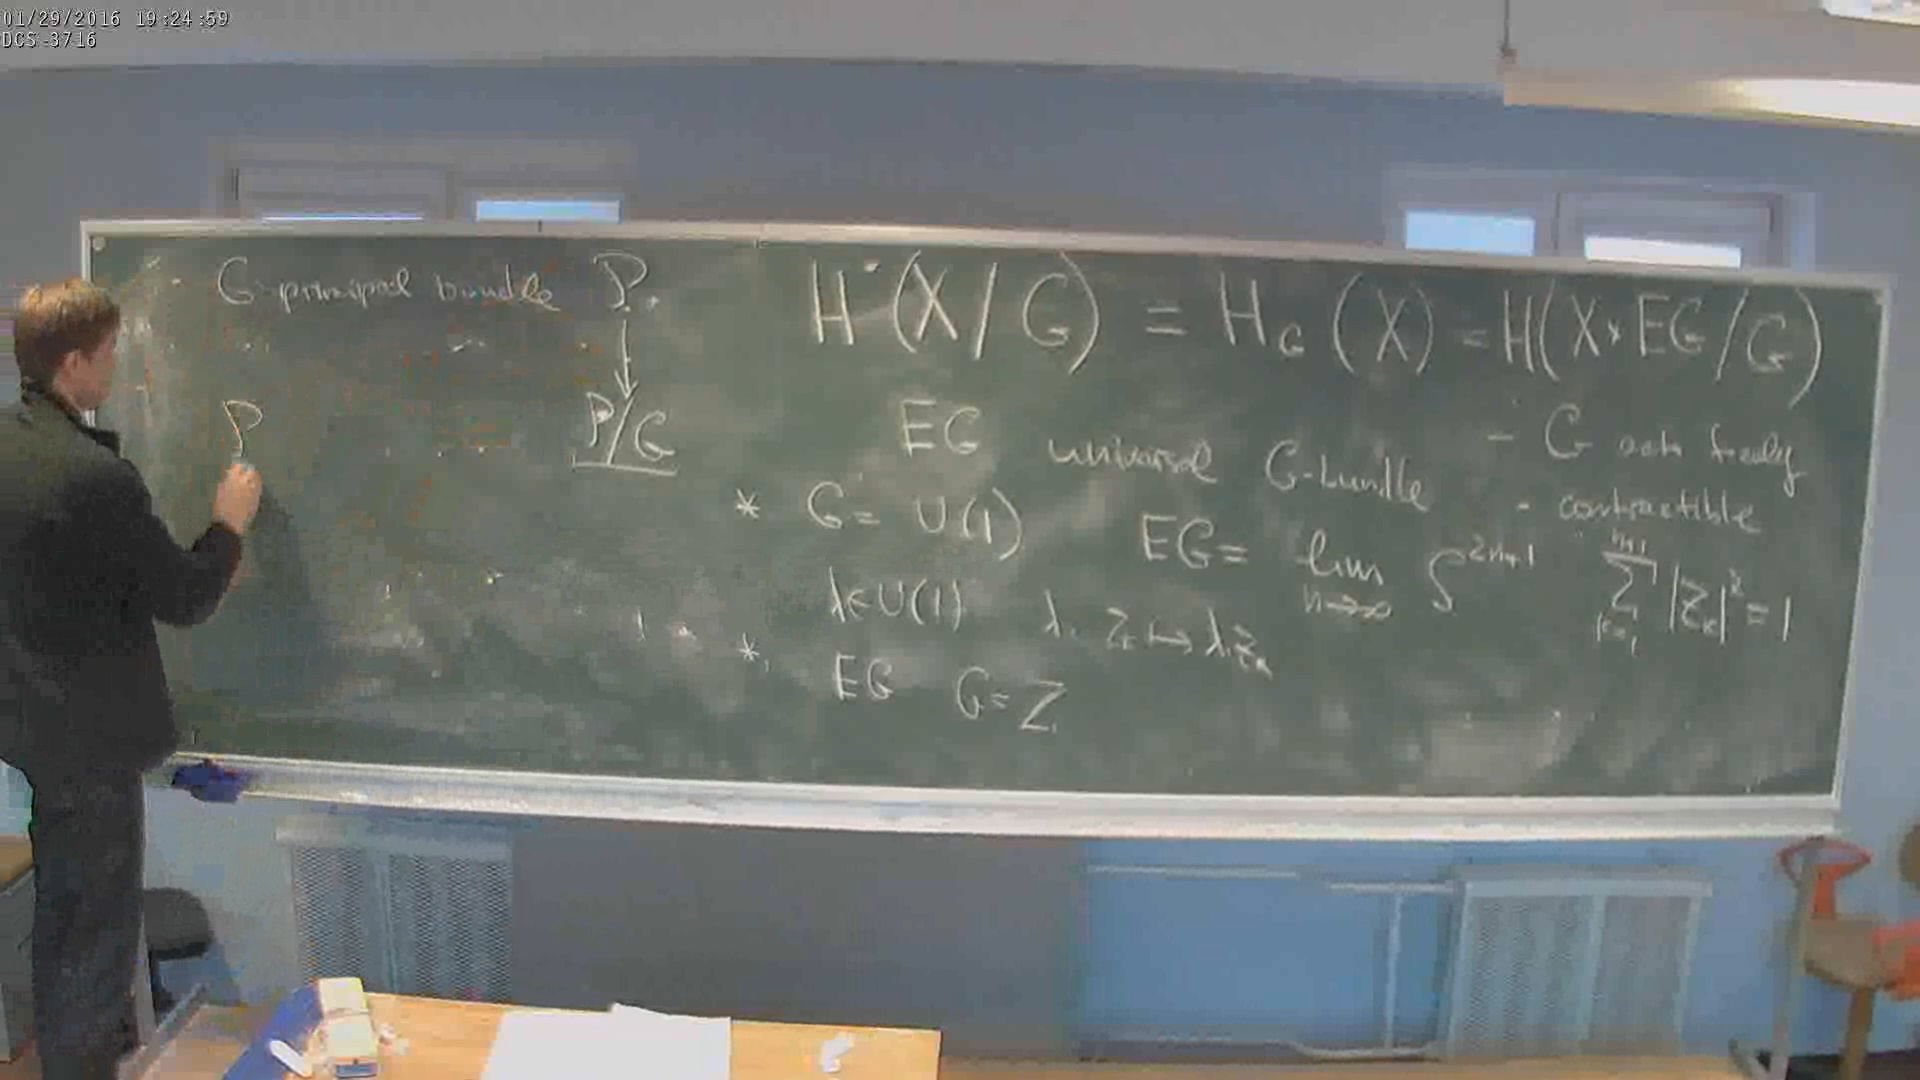 01/29/2016 19:24:59
DCS-3716
G-principal bundle P
P
P/G
H˙(X/G) = H_G(X) = H(X×EG/G)
EG universal G-bundle - G acts freely
- contractible
* G = U(1) EG = lim_{n→∞} S^{2n+1} ∑_{k=1}^{n+1} |z_k|^2 = 1
λ∈U(1) λ. z_k ↦ λ.z_k
* EG G = Z